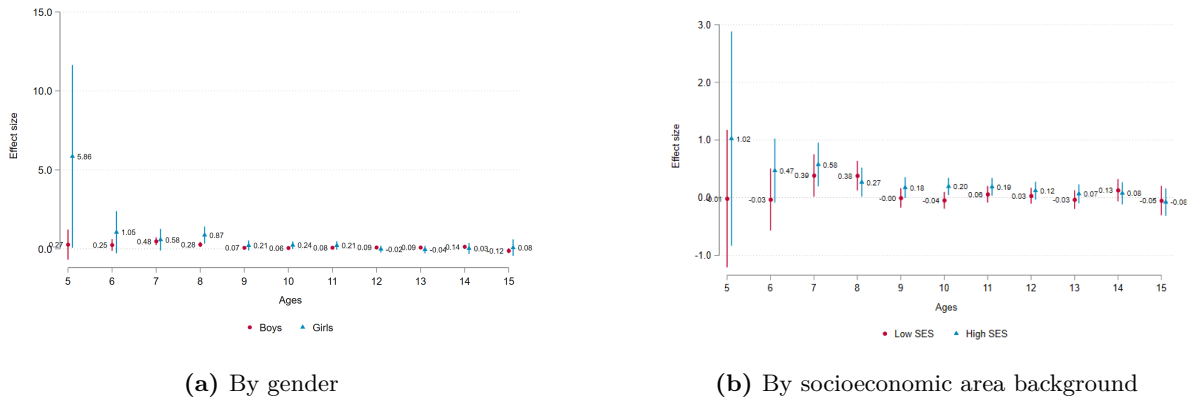 15.0
10.0
5.0
0.0
Effect size
0.27 5.86 0.25 1.05 0.48 0.58 0.28 0.87 0.07 0.21 0.06 0.24 0.08 0.21 0.09 -0.02 0.09 -0.04 0.14 0.03 -0.12 0.08
5 6 7 8 9 10 11 12 13 14 15
Ages
Boys Girls
(a) By gender
3.0
2.0
1.0
0.0
-1.0
Effect size
-0.01 1.02 -0.03 0.47 0.39 0.58 0.38 0.27 -0.00 0.18 -0.04 0.20 0.06 0.19 0.03 0.12 -0.03 0.07 0.13 0.08 -0.05 -0.08
5 6 7 8 9 10 11 12 13 14 15
Ages
Low SES High SES
(b) By socioeconomic area background